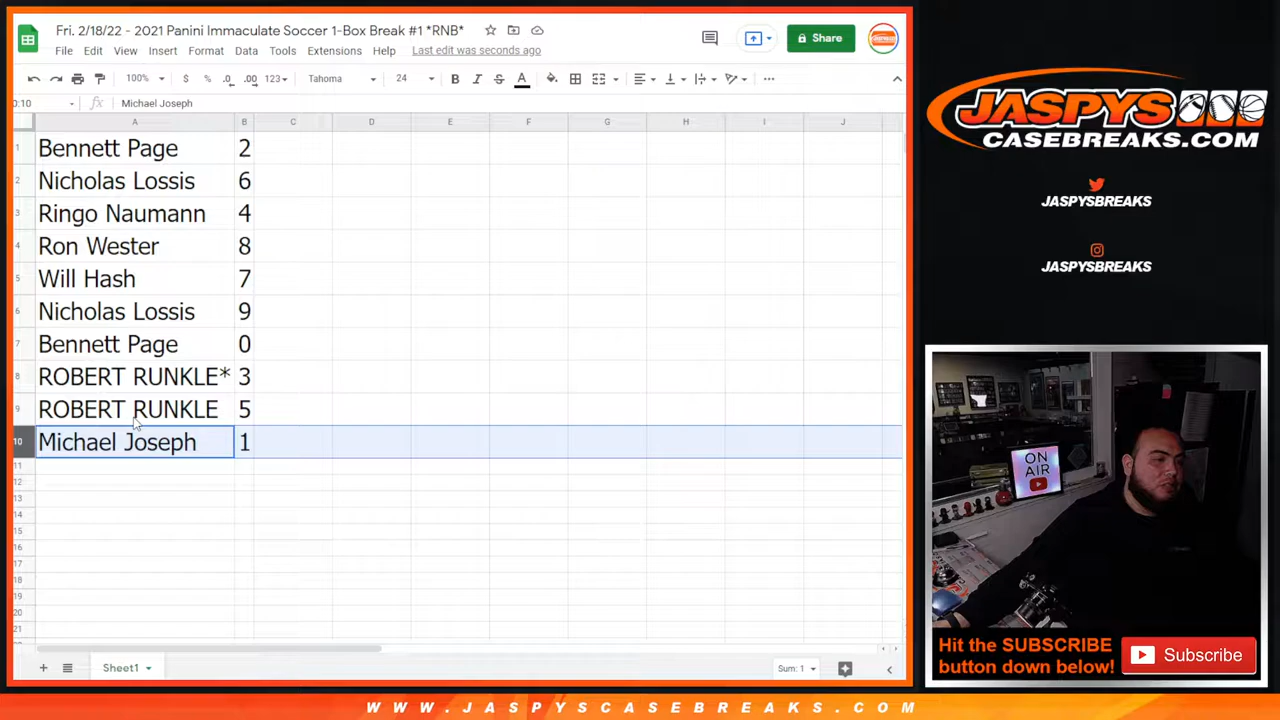 Fri. 2/18/22 - 2021 Panini Immaculate Soccer 1-Box Break #1 *RNB*
File Edit View Insert Format Data Tools Extensions Help Last edit was seconds ago
Share
100% $ % .0 .00 123 Tahoma 24 B I S A
0:10 fx Michael Joseph
A B C D E F G H I J
1 Bennett Page 2
2 Nicholas Lossis 6
3 Ringo Naumann 4
4 Ron Wester 8
5 Will Hash 7
6 Nicholas Lossis 9
7 Bennett Page 0
8 ROBERT RUNKLE* 3
9 ROBERT RUNKLE 5
10 Michael Joseph 1
11
12
13
14
15
16
17
18
19
20
21
Sheet1
Sum: 1
JASPYS
CASEBREAKS.COM
JASPYSBREAKS
JASPYSBREAKS
ON AIR
Hit the SUBSCRIBE
button down below!
Subscribe
WWW.JASPYSCASEBREAKS.COM